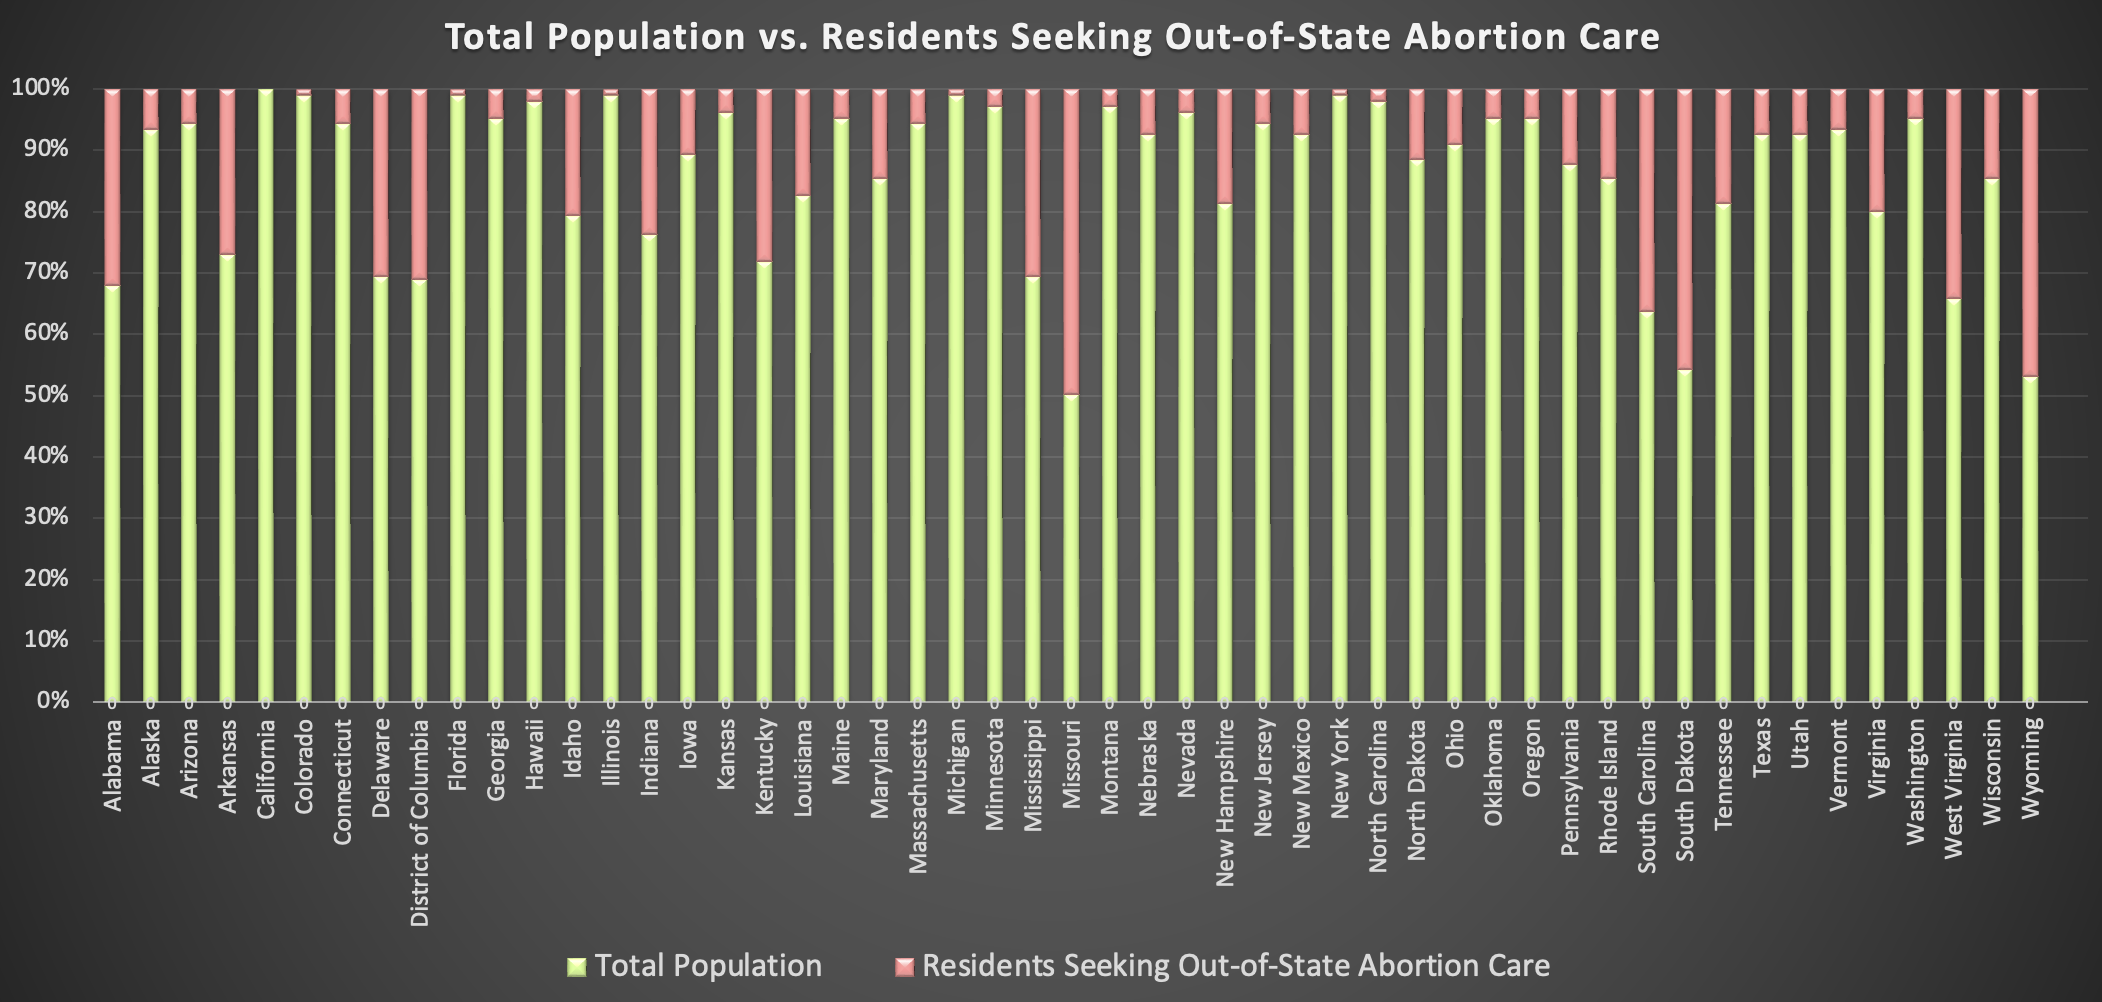 Total Population vs. Residents Seeking Out-of-State Abortion Care
100%
90%
80%
70%
60%
50%
40%
30%
20%
10%
0%
Alabama
Alaska
Arizona
Arkansas
California
Colorado
Connecticut
Delaware
District of Columbia
Florida
Georgia
Hawaii
Idaho
Illinois
Indiana
Iowa
Kansas
Kentucky
Louisiana
Maine
Maryland
Massachusetts
Michigan
Minnesota
Mississippi
Missouri
Montana
Nebraska
Nevada
New Hampshire
New Jersey
New Mexico
New York
North Carolina
North Dakota
Ohio
Oklahoma
Oregon
Pennsylvania
Rhode Island
South Carolina
South Dakota
Tennessee
Texas
Utah
Vermont
Virginia
Washington
West Virginia
Wisconsin
Wyoming
Total Population
Residents Seeking Out-of-State Abortion Care